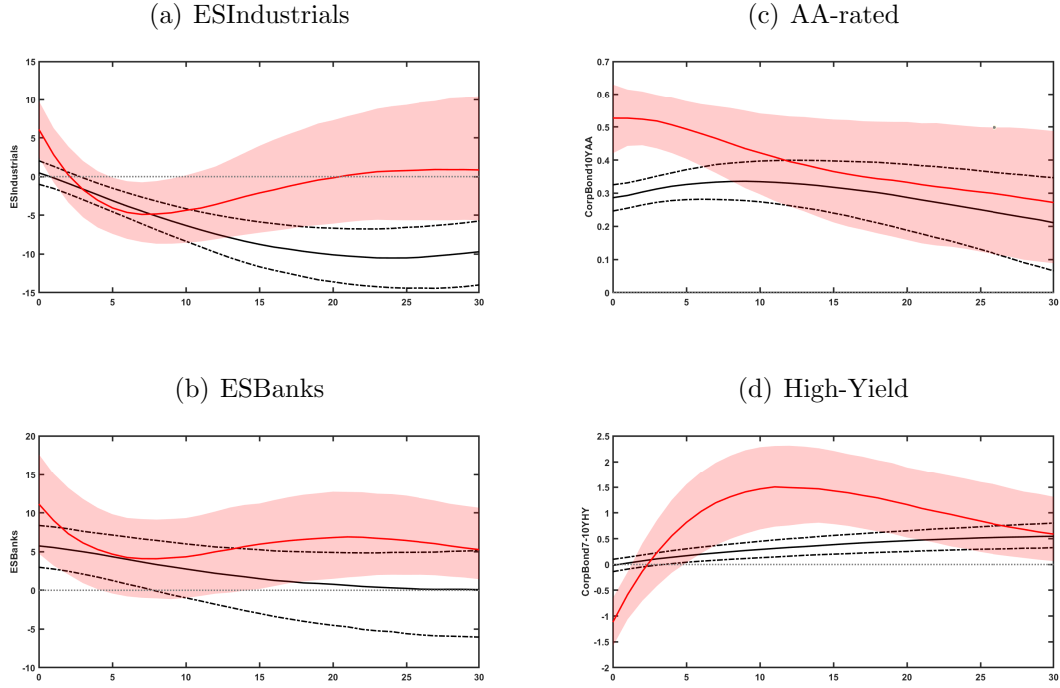 (a) ESIndustrials
15
10
5
0
-5
-10
-15
ESIndustrials
0 5 10 15 20 25 30
(c) AA-rated
0.7
0.6
0.5
0.4
0.3
0.2
0.1
0
CorpBond10YAA
0 5 10 15 20 25 30
(b) ESBanks
20
15
10
5
0
-5
-10
ESBanks
0 5 10 15 20 25 30
(d) High-Yield
2.5
2
1.5
1
0.5
0
-0.5
-1
-1.5
-2
CorpBond7-10YHY
0 5 10 15 20 25 30